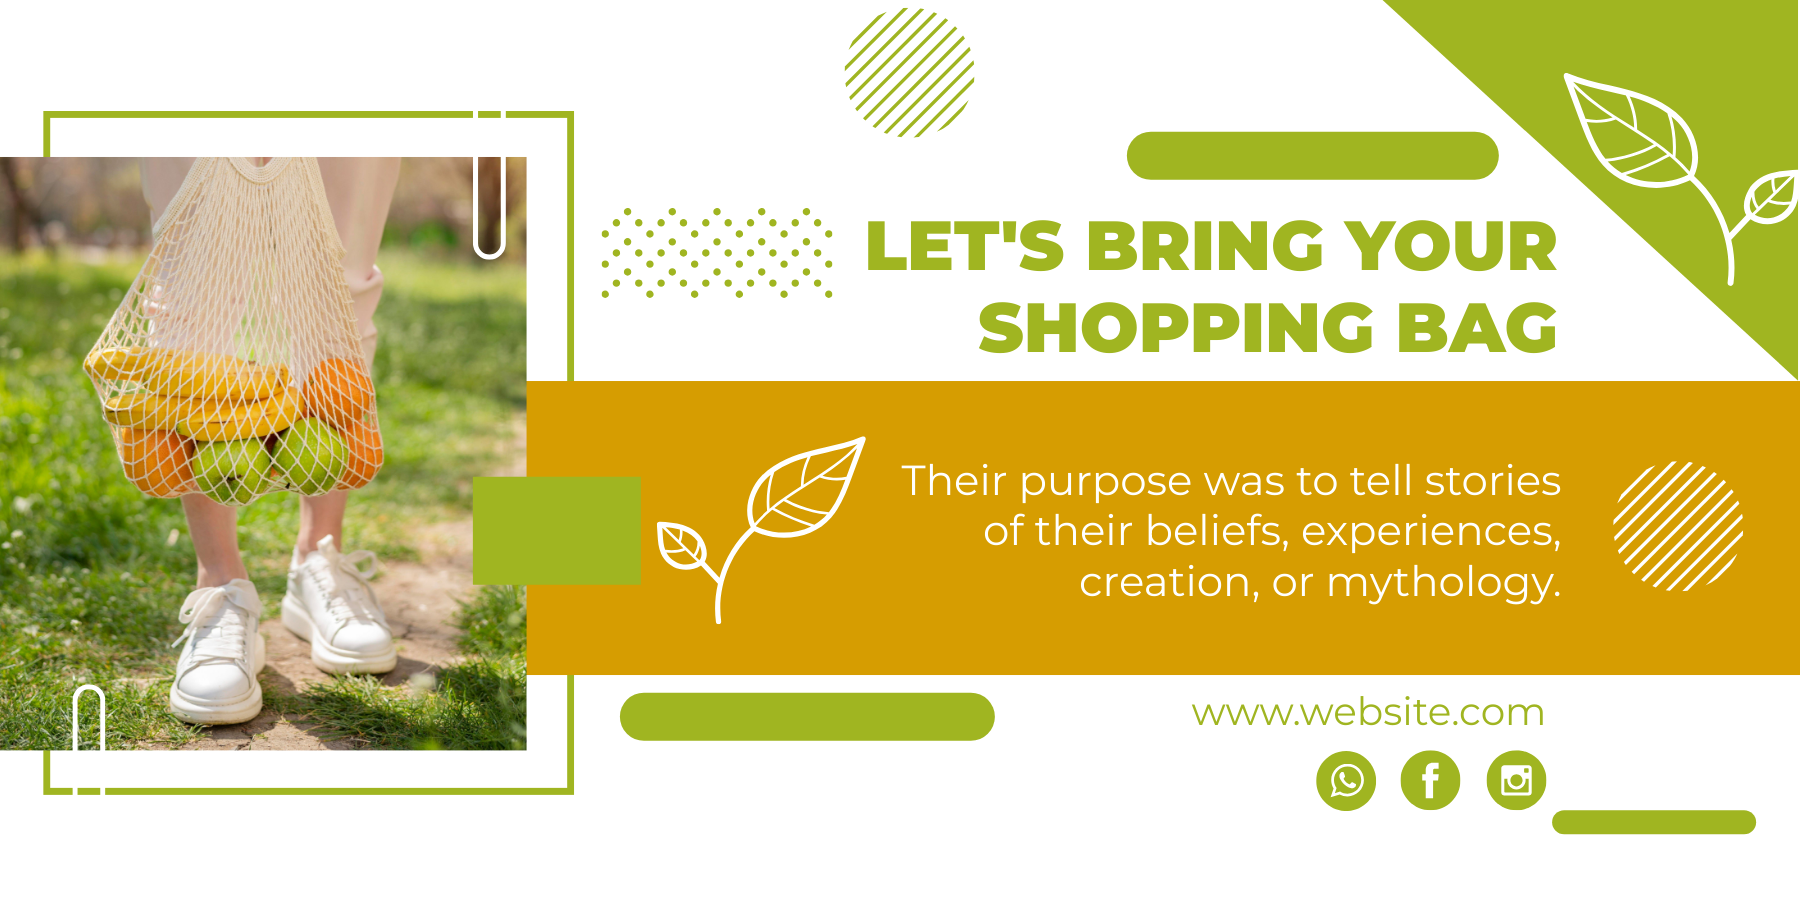 LET'S BRING YOUR
SHOPPING BAG
Their purpose was to tell stories
of their beliefs, experiences,
creation, or mythology.
www.website.com